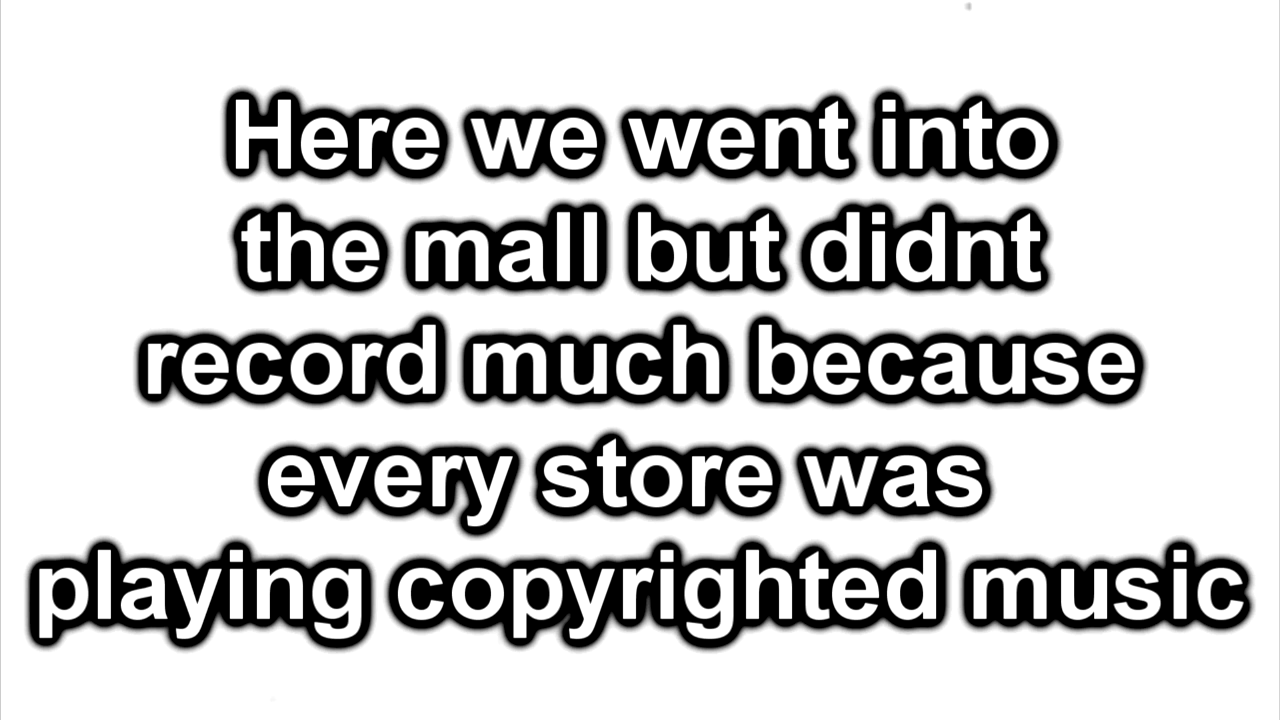 Here we went into
the mall but didnt
record much because
every store was
playing copyrighted music